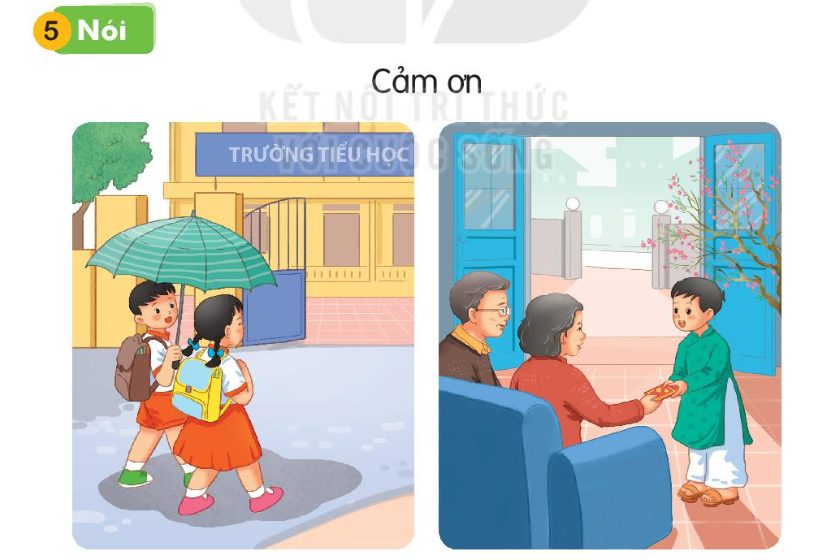 5 Nói
Cảm ơn
KẾT NỐI TRI THỨC
VỚI CUỘC SỐNG
TRƯỜNG TIỂU HỌC